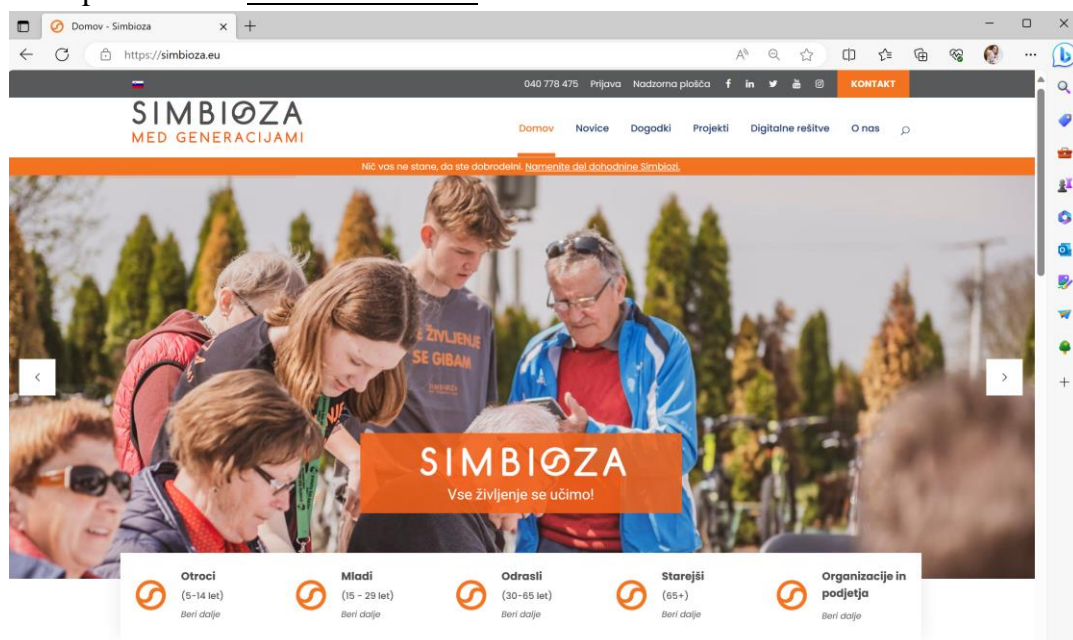 Domov - Simbioza
https://simbioza.eu
040 778 475 Prijava Nadzorna plošča
KONTAKT
SIMBIOZA
MED GENERACIJAMI
Domov Novice Dogodki Projekti Digitalne rešitve O nas
Nič vas ne stane, da ste dobrodelni. Namenite del dohodnine Simbiozi.
E ŽIVLJENJE
SE GIBAM
SIMBIOZA
SIMBIOZA
Vse življenje se učimo!
Otroci
(5-14 let)
Beri dalje
Mladi
(15 - 29 let)
Beri dalje
Odrasli
(30-65 let)
Beri dalje
Starejši
(65+)
Beri dalje
Organizacije in
podjetja
Beri dalje